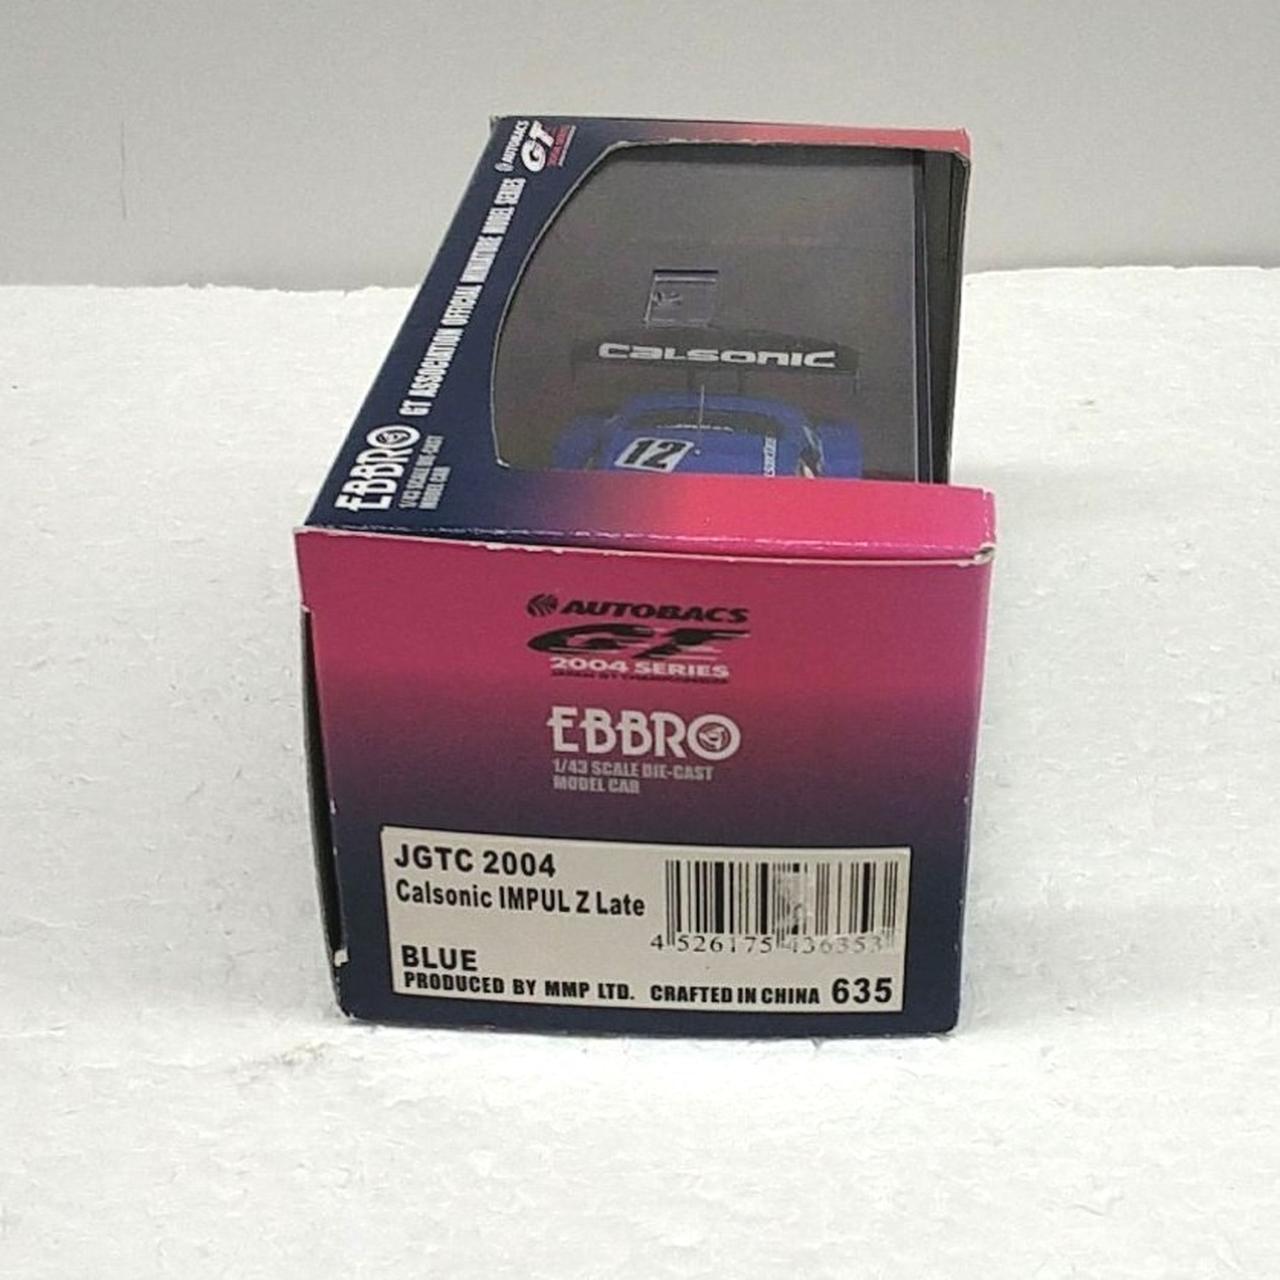 AUTOBACS
GT
GT ASSOCIATION OFFICIAL MINIATURE MODEL SERIES
EBBRO
1/43 SCALE DIE-CAST
MODEL CAR
Calsonic
12
AUTOBACS
GT
2004 SERIES
EBBRO
1/43 SCALE DIE-CAST
MODEL CAR
JGTC 2004
Calsonic IMPUL Z Late
4 526175 436353
BLUE
PRODUCED BY MMP LTD. CRAFTED IN CHINA 635